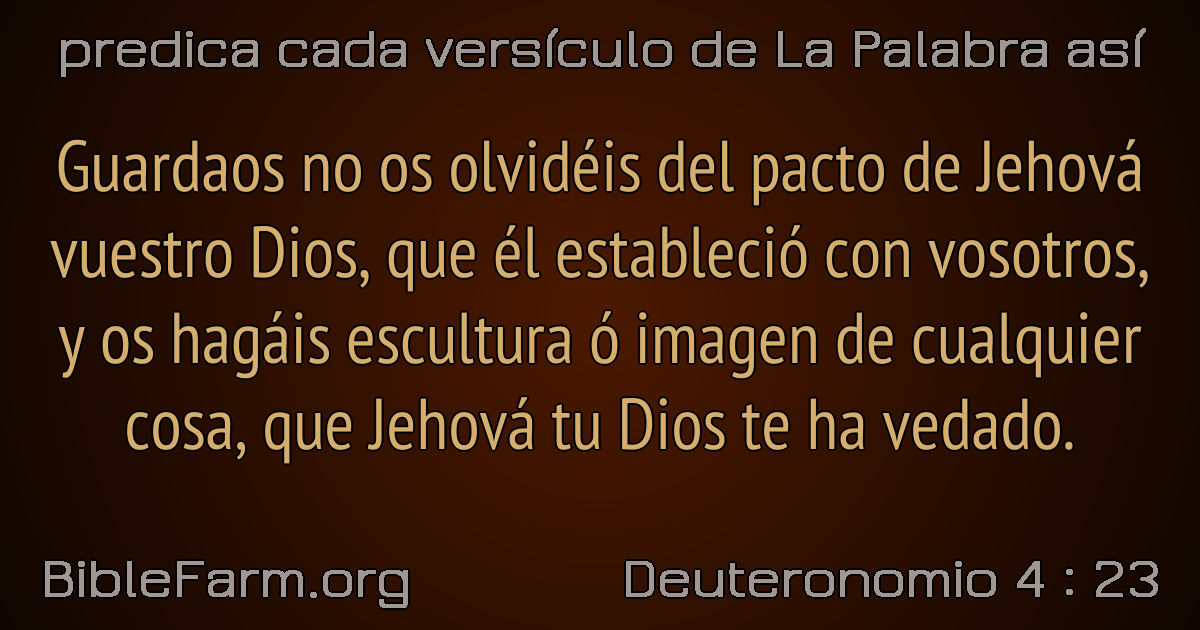 predica cada versículo de La Palabra así
Guardaos no os olvidéis del pacto de Jehová
vuestro Dios, que él estableció con vosotros,
y os hagáis escultura ó imagen de cualquier
cosa, que Jehová tu Dios te ha vedado.
BibleFarm.org
Deuteronomio 4 : 23